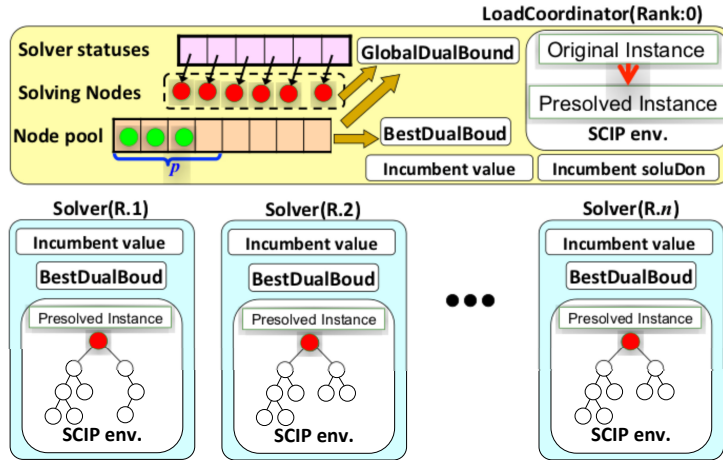 LoadCoordinator(Rank:0)
Solver statuses
GlobalDualBound
Original Instance
Solving Nodes
Presolved Instance
Node pool
BestDualBoud
SCIP env.
p
Incumbent value
Incumbent soluDon
Solver(R.1)
Solver(R.2)
Solver(R.n)
Incumbent value
Incumbent value
Incumbent value
BestDualBoud
BestDualBoud
BestDualBoud
Presolved Instance
Presolved Instance
Presolved Instance
SCIP env.
SCIP env.
SCIP env.